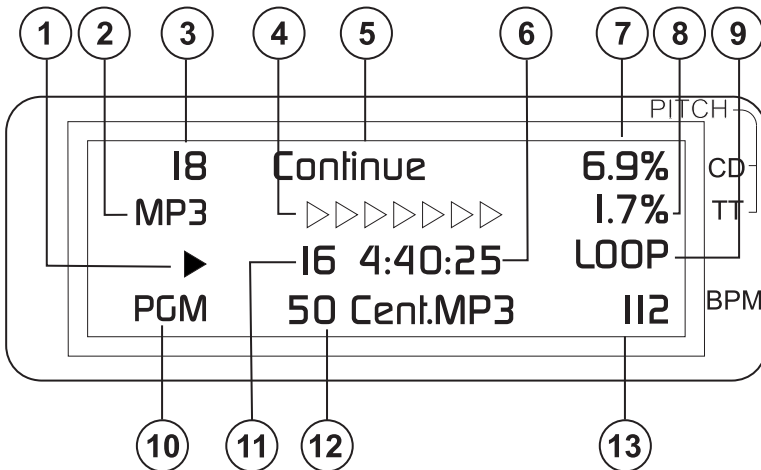 1 2 3 4 5 6 7 8 9
PITCH
18 Continue 6.9% CD
MP3 1.7% TT
16 4:40:25 LOOP
PGM 50 Cent.MP3 112 BPM
10 11 12 13